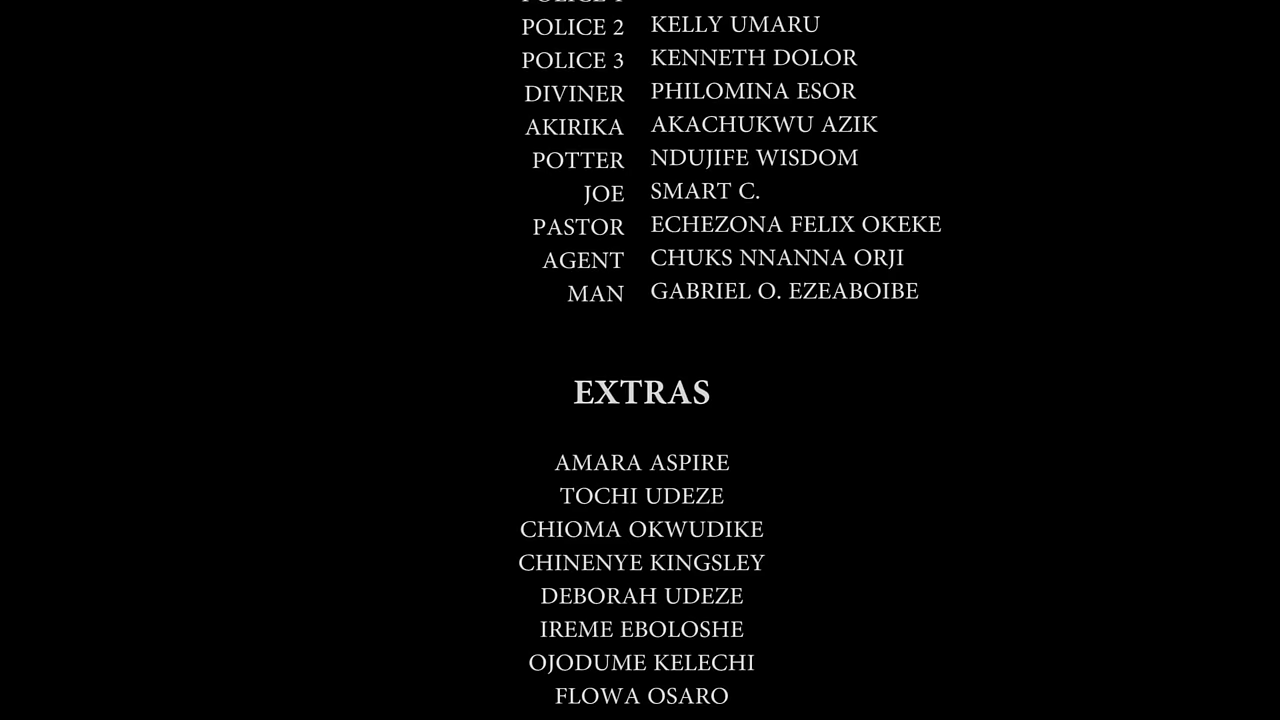 POLICE 2 KELLY UMARU
POLICE 3 KENNETH DOLOR
DIVINER PHILOMINA ESOR
AKIRIKA AKACHUKWU AZIK
POTTER NDUJIFE WISDOM
JOE SMART C.
PASTOR ECHEZONA FELIX OKEKE
AGENT CHUKS NNANNA ORJI
MAN GABRIEL O. EZEABOIBE
EXTRAS
AMARA ASPIRE
TOCHI UDEZE
CHIOMA OKWUDIKE
CHINENYE KINGSLEY
DEBORAH UDEZE
IREME EBOLOSHE
OJODUME KELECHI
FLOWA OSARO